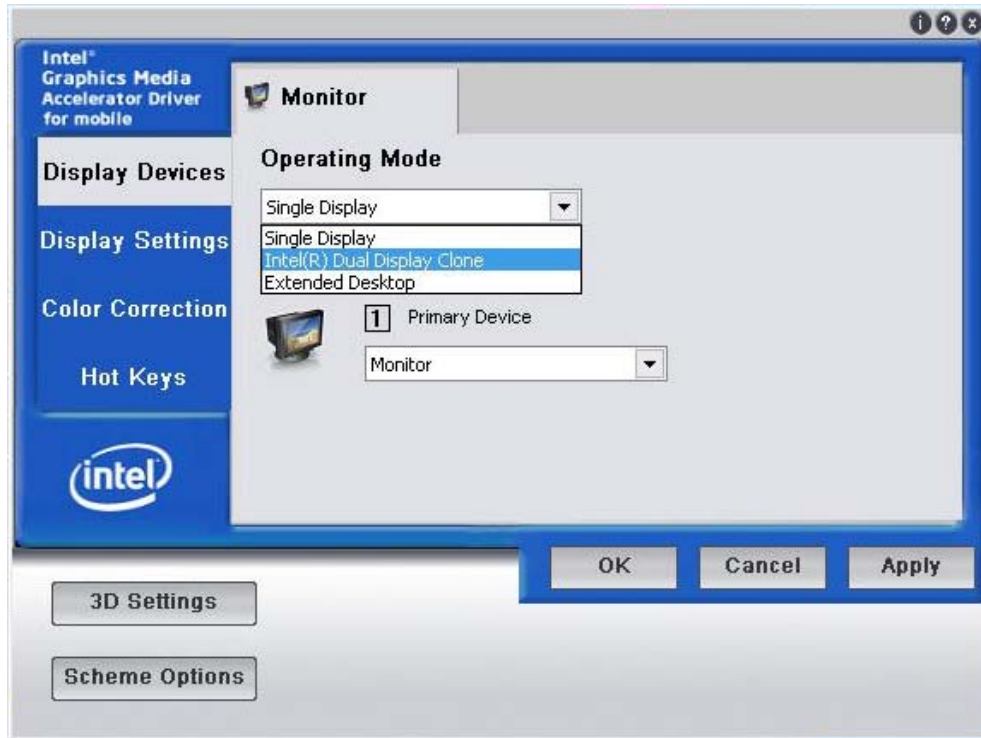 Intel®
Graphics Media
Accelerator Driver
for mobile
Monitor
Display Devices
Display Settings
Color Correction
Hot Keys
intel
Operating Mode
Single Display
Single Display
Intel(R) Dual Display Clone
Extended Desktop
1 Primary Device
Monitor
OK Cancel Apply
3D Settings
Scheme Options